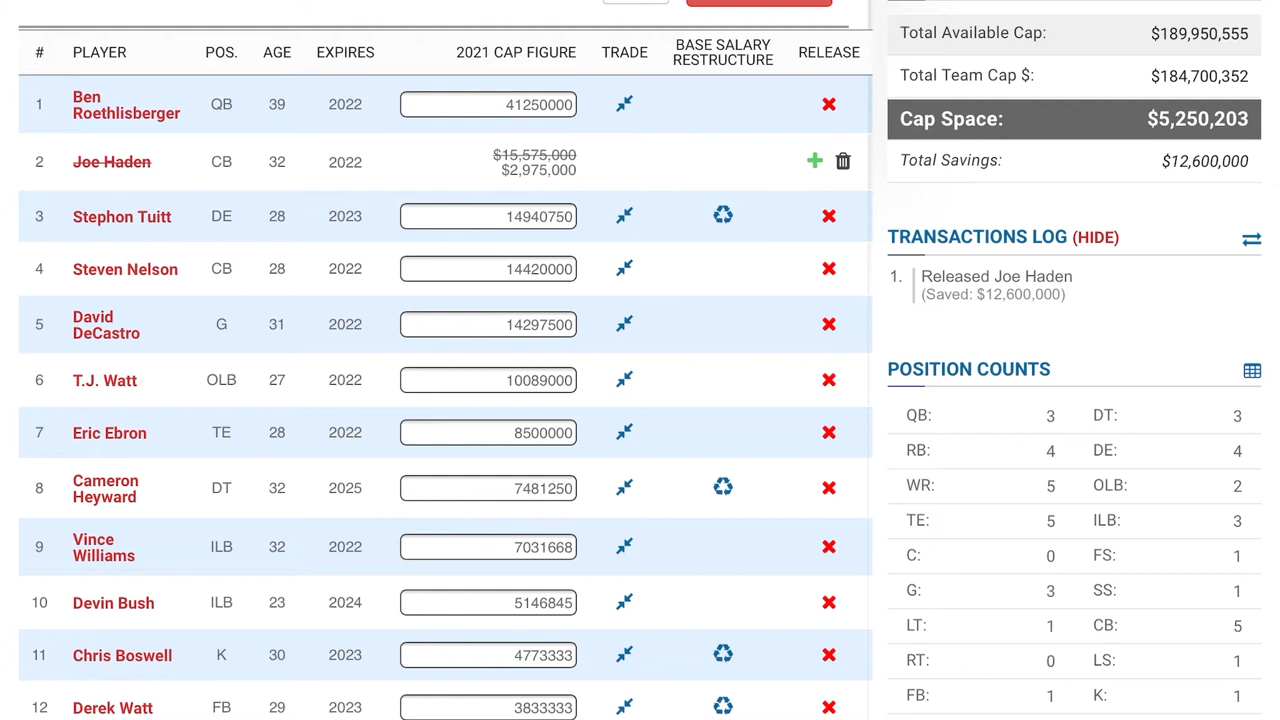 # PLAYER POS. AGE EXPIRES 2021 CAP FIGURE TRADE BASE SALARY RESTRUCTURE RELEASE
1 Ben Roethlisberger QB 39 2022 41250000
2 Joe Haden CB 32 2022 $15,575,000 $2,975,000
3 Stephon Tuitt DE 28 2023 14940750
4 Steven Nelson CB 28 2022 14420000
5 David DeCastro G 31 2022 14297500
6 T.J. Watt OLB 27 2022 10089000
7 Eric Ebron TE 28 2022 8500000
8 Cameron Heyward DT 32 2025 7481250
9 Vince Williams ILB 32 2022 7031668
10 Devin Bush ILB 23 2024 5146845
11 Chris Boswell K 30 2023 4773333
12 Derek Watt FB 29 2023 3833333
Total Available Cap: $189,950,555
Total Team Cap $: $184,700,352
Cap Space: $5,250,203
Total Savings: $12,600,000
TRANSACTIONS LOG (HIDE)
1. Released Joe Haden
(Saved: $12,600,000)
POSITION COUNTS
QB: 3 DT: 3
RB: 4 DE: 4
WR: 5 OLB: 2
TE: 5 ILB: 3
C: 0 FS: 1
G: 3 SS: 1
LT: 1 CB: 5
RT: 0 LS: 1
FB: 1 K: 1